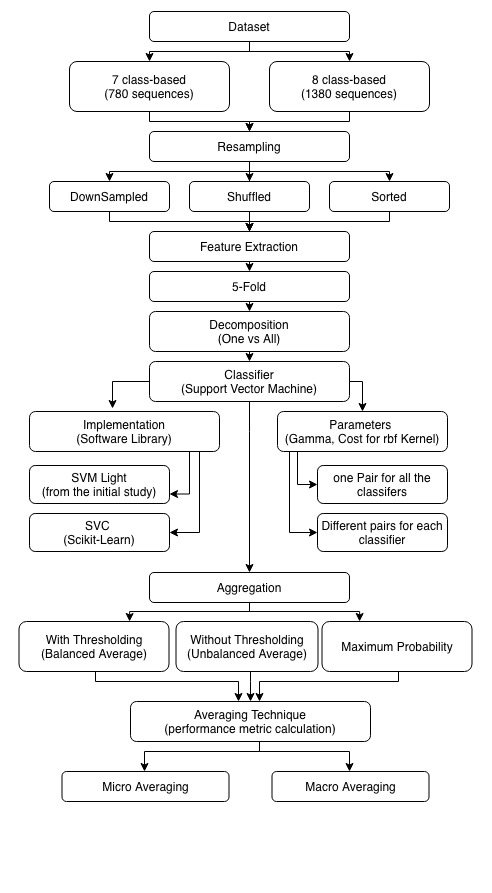 Dataset
7 class-based
(780 sequences)
8 class-based
(1380 sequences)
Resampling
DownSampled
Shuffled
Sorted
Feature Extraction
5-Fold
Decomposition
(One vs All)
Classifier
(Support Vector Machine)
Implementation
(Software Library)
Parameters
(Gamma, Cost for rbf Kernel)
SVM Light
(from the initial study)
one Pair for all the
classifers
SVC
(Scikit-Learn)
Different pairs for each
classifier
Aggregation
With Thresholding
(Balanced Average)
Without Thresholding
(Unbalanced Average)
Maximum Probability
Averaging Technique
(performance metric calculation)
Micro Averaging
Macro Averaging